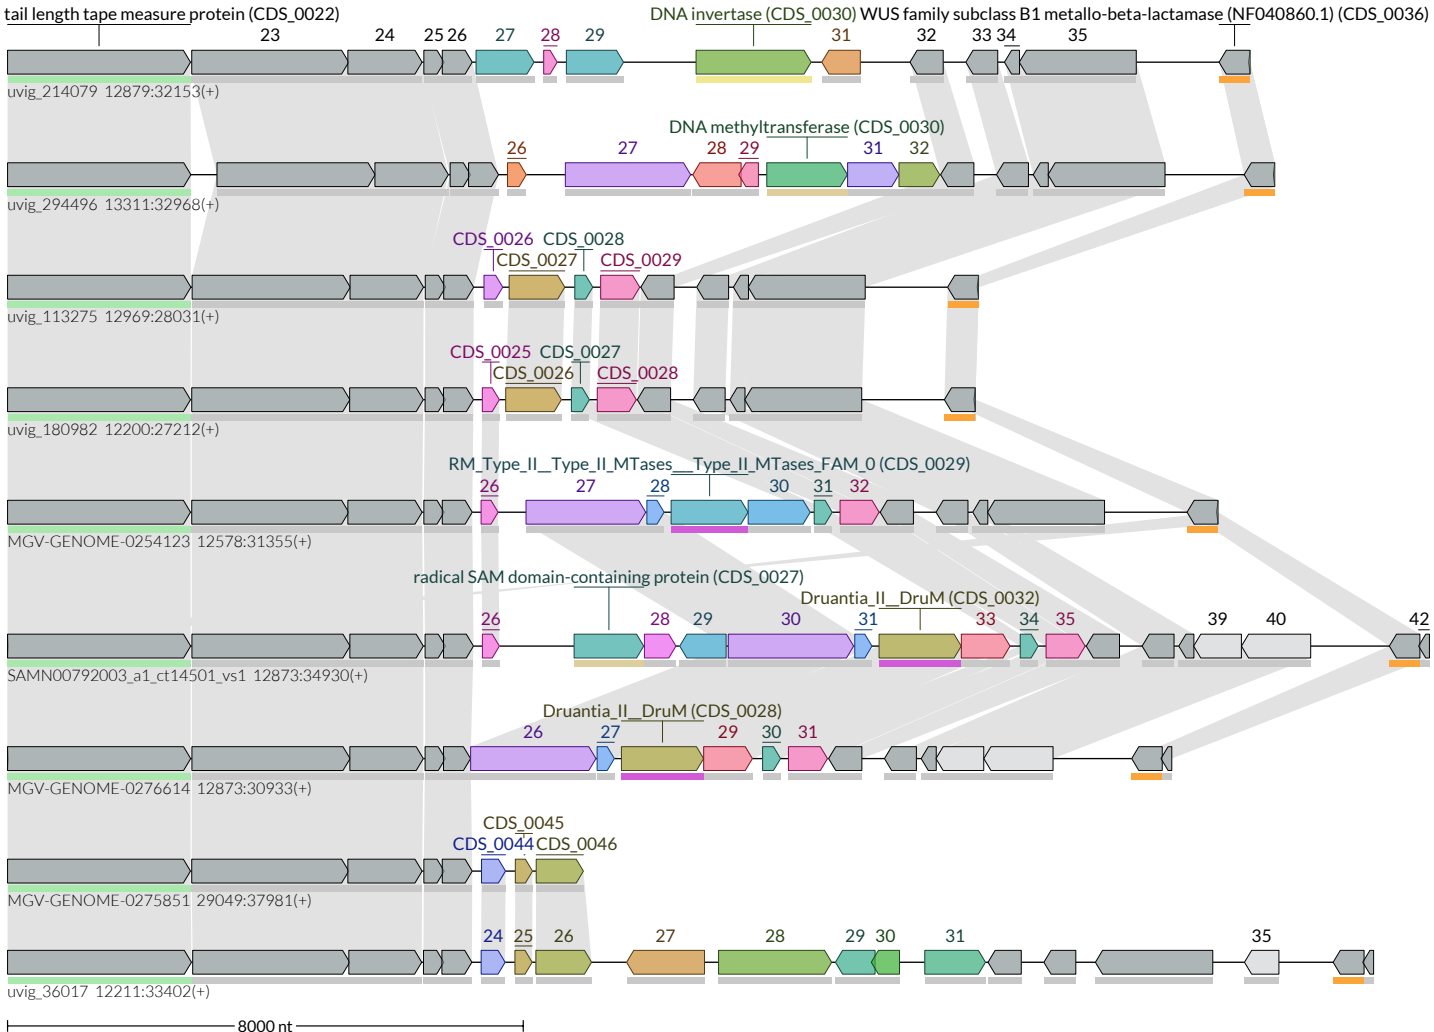 tail length tape measure protein (CDS_0022) DNA invertase (CDS_0030) WUS family subclass B1 metallo-beta-lactamase (NF040860.1) (CDS_0036)
23 24 25 26 27 28 29 31 32 33 34 35
uvig_214079 12879:32153(+)
DNA methyltransferase (CDS_0030)
26 27 28 29 31 32
uvig_294496 13311:32968(+)
CDS_0026 CDS_0028
CDS_0027 CDS_0029
uvig_113275 12969:28031(+)
CDS_0025 CDS_0027
CDS_0026 CDS_0028
uvig_180982 12200:27212(+)
RM_Type_II__Type_II_MTases___Type_II_MTases_FAM_0 (CDS_0029)
26 27 28 30 31 32
MGV-GENOME-0254123 12578:31355(+)
radical SAM domain-containing protein (CDS_0027)
Druantia_II__DruM (CDS_0032)
26 28 29 30 31 33 34 35 39 40 42
SAMN00792003_a1_ct14501_vs1 12873:34930(+)
Druantia_II__DruM (CDS_0028)
26 27 29 30 31
MGV-GENOME-0276614 12873:30933(+)
CDS_0045
CDS_0044 CDS_0046
MGV-GENOME-0275851 29049:37981(+)
24 25 26 27 28 29 30 31 35
uvig_36017 12211:33402(+)
8000 nt